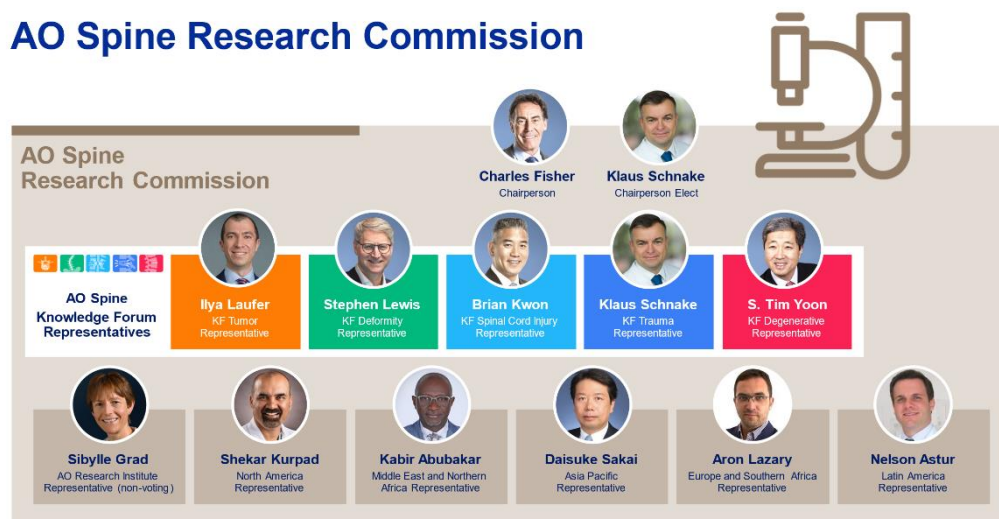 AO Spine Research Commission
AO Spine
Research Commission
Charles Fisher
Chairperson
Klaus Schnake
Chairperson Elect
AO Spine
Knowledge Forum
Representatives
Ilya Laufer
KF Tumor
Representative
Stephen Lewis
KF Deformity
Representative
Brian Kwon
KF Spinal Cord Injury
Representative
Klaus Schnake
KF Trauma
Representative
S. Tim Yoon
KF Degenerative
Representative
Sibylle Grad
AO Research Institute
Representative (non-voting)
Shekar Kurpad
North America
Representative
Kabir Abubakar
Middle East and Northern
Africa Representative
Daisuke Sakai
Asia Pacific
Representative
Aron Lazary
Europe and Southern Africa
Representative
Nelson Astur
Latin America
Representative